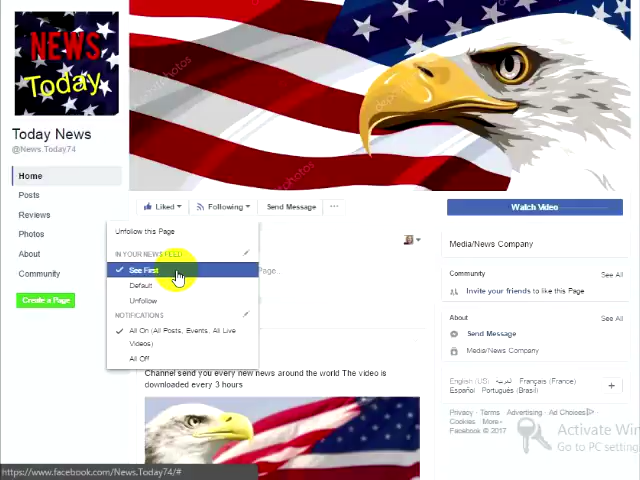 NEWS
Today
Today News
@News.Today74
Home
Posts
Reviews
Photos
About
Community
Create a Page
depositphotos
depositphotos
Liked
Following
Send Message
...
Watch Video
Unfollow this Page
IN YOUR NEWS FEED
See First
Default
Unfollow
NOTIFICATIONS
All On (All Posts, Events, All Live
Videos)
All Off
Page..
Channel send you every new news around the world The video is
downloaded every 3 hours
Media/News Company
Community
See All
Invite your friends to like this Page
About
See All
Send Message
Media/News Company
English (US) · العربية · Français (France) ·
Español · Português (Brasil)
Privacy · Terms · Advertising · Ad Choices ·
Cookies · More
Facebook © 2017
Activate Win
Go to PC setting
https://www.facebook.com/News.Today74/#